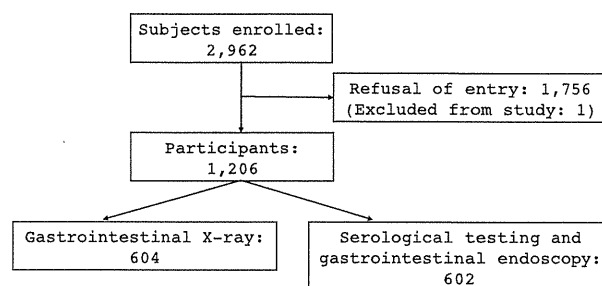 Subjects enrolled:
2,962
Refusal of entry: 1,756
(Excluded from study: 1)
Participants:
1,206
Gastrointestinal X-ray:
604
Serological testing and
gastrointestinal endoscopy:
602